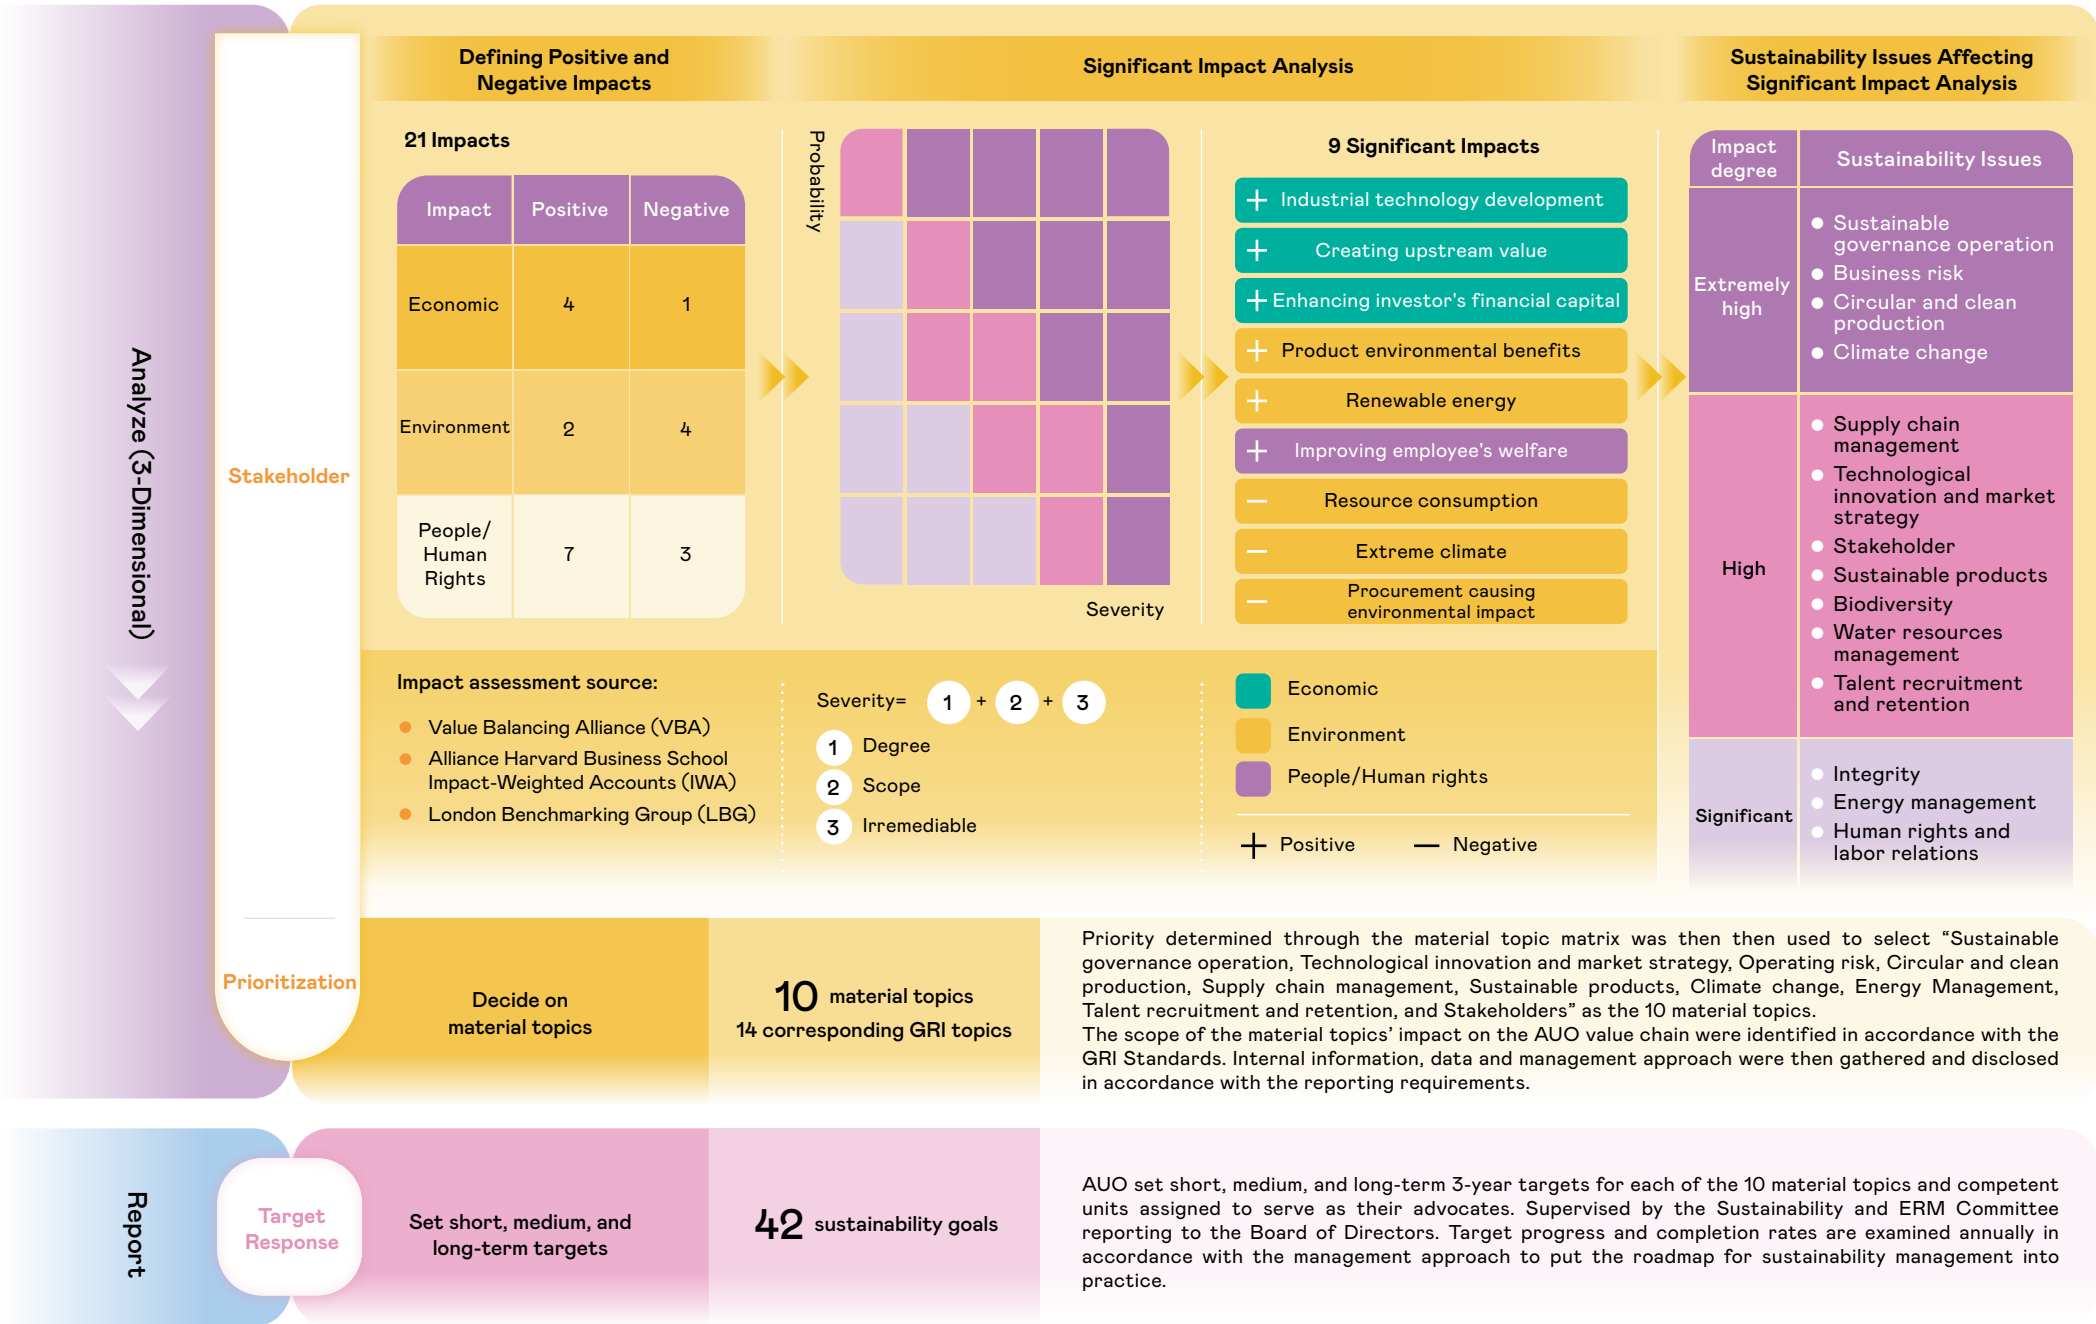 Analyze (3-Dimensional)
Stakeholder
Defining Positive and
Negative Impacts
21 Impacts
Impact Positive Negative
Economic 4 1
Environment 2 4
People/
Human
Rights
7 3
Impact assessment source:
Value Balancing Alliance (VBA)
Alliance Harvard Business School
Impact-Weighted Accounts (IWA)
London Benchmarking Group (LBG)
Significant Impact Analysis
Probability
Severity
Severity= 1 + 2 + 3
1 Degree
2 Scope
3 Irremediable
9 Significant Impacts
+ Industrial technology development
+ Creating upstream value
+ Enhancing investor's financial capital
+ Product environmental benefits
+ Renewable energy
+ Improving employee's welfare
− Resource consumption
− Extreme climate
− Procurement causing
environmental impact
Economic
Environment
People/Human rights
+ Positive − Negative
Sustainability Issues Affecting
Significant Impact Analysis
Impact
degree
Sustainability Issues
Extremely
high
● Sustainable
governance operation
● Business risk
● Circular and clean
production
● Climate change
High
● Supply chain
management
● Technological
innovation and market
strategy
● Stakeholder
● Sustainable products
● Biodiversity
● Water resources
management
● Talent recruitment
and retention
Significant
● Integrity
● Energy management
● Human rights and
labor relations
Prioritization
Decide on
material topics
10 material topics
14 corresponding GRI topics
Priority determined through the material topic matrix was then then used to select “Sustainable
governance operation, Technological innovation and market strategy, Operating risk, Circular and clean
production, Supply chain management, Sustainable products, Climate change, Energy Management,
Talent recruitment and retention, and Stakeholders” as the 10 material topics.
The scope of the material topics’ impact on the AUO value chain were identified in accordance with the
GRI Standards. Internal information, data and management approach were then gathered and disclosed
in accordance with the reporting requirements.
Report
Target
Response
Set short, medium, and
long-term targets
42 sustainability goals
AUO set short, medium, and long-term 3-year targets for each of the 10 material topics and competent
units assigned to serve as their advocates. Supervised by the Sustainability and ERM Committee
reporting to the Board of Directors. Target progress and completion rates are examined annually in
accordance with the management approach to put the roadmap for sustainability management into
practice.